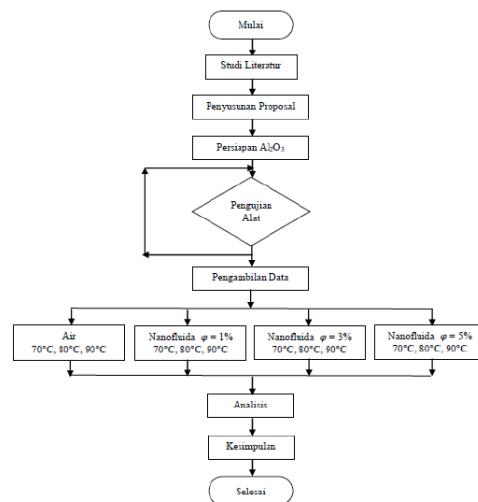 Mulai
Studi Literatur
Penyusunan Proposal
Persiapan Al₂O₃
Pengujian
Alat
Pengambilan Data
Air
70°C, 80°C, 90°C
Nanofluida φ = 1%
70°C, 80°C, 90°C
Nanofluida φ = 3%
70°C, 80°C, 90°C
Nanofluida φ = 5%
70°C, 80°C, 90°C
Analisis
Kesimpulan
Selesai